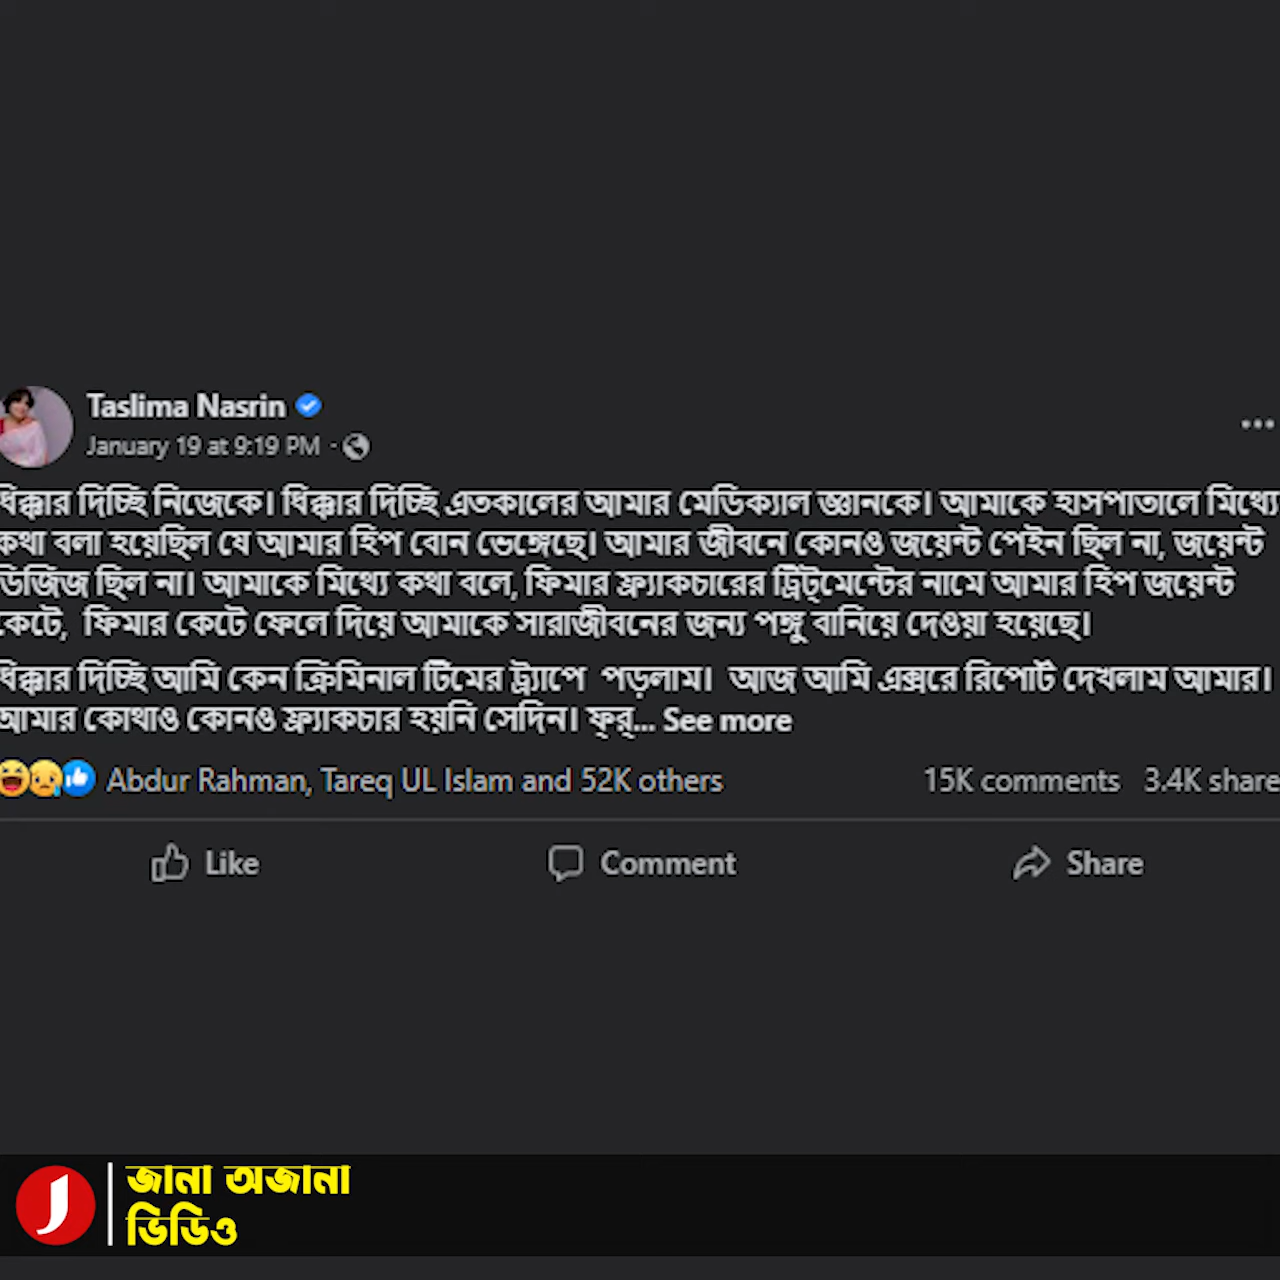 Taslima Nasrin
January 19 at 9:19 PM ·
ধিক্কার দিচ্ছি নিজেকে। ধিক্কার দিচ্ছি এতকালের আমার মেডিক্যাল জ্ঞানকে। আমাকে হাসপাতালে মিথ্যে
কথা বলা হয়েছিল যে আমার হিপ বোন ভেঙ্গেছে। আমার জীবনে কোনও জয়েন্ট পেইন ছিল না, জয়েন্ট
ডিজিজ ছিল না। আমাকে মিথ্যে কথা বলে, ফিমার ফ্র্যাকচারের ট্রিট্‌মেন্টের নামে আমার হিপ জয়েন্ট
কেটে, ফিমার কেটে ফেলে দিয়ে আমাকে সারাজীবনের জন্য পঙ্গু বানিয়ে দেওয়া হয়েছে।
ধিক্কার দিচ্ছি আমি কেন ক্রিমিনাল টিমের ট্র্যাপে পড়লাম। আজ আমি এক্সরে রিপোর্ট দেখলাম আমার।
আমার কোথাও কোনও ফ্র্যাকচার হয়নি সেদিন। ফ্র্... See more
Abdur Rahman, Tareq UL Islam and 52K others 15K comments 3.4K share
Like Comment Share
J জানা অজানা
ভিডিও